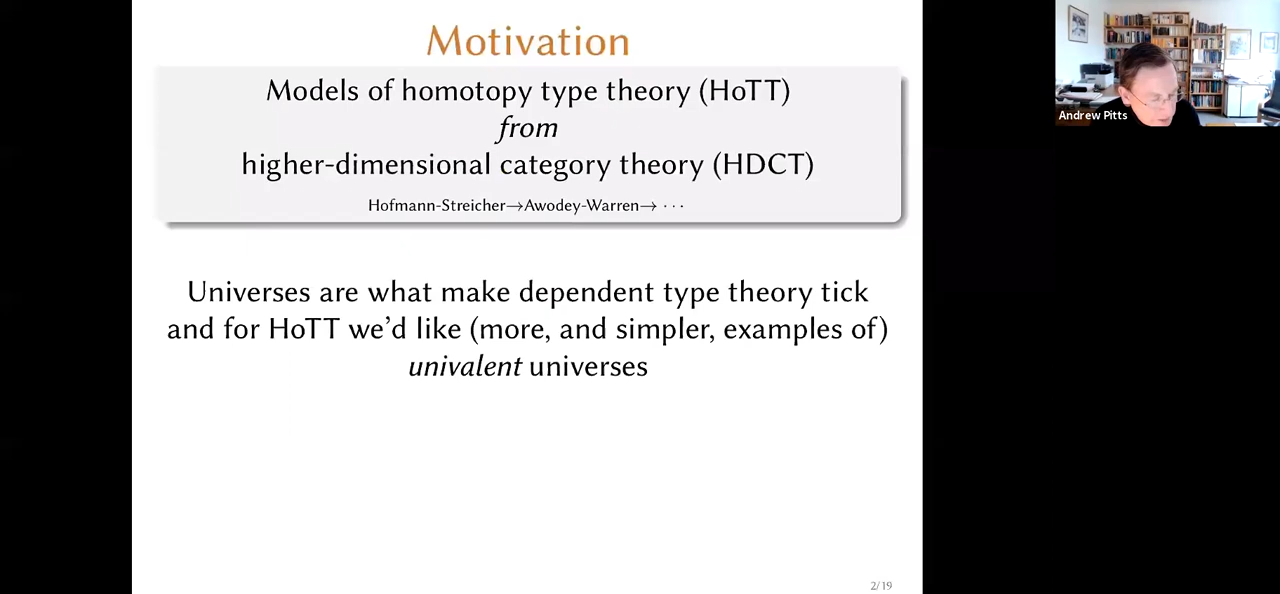 Motivation
Models of homotopy type theory (HoTT)
from
higher-dimensional category theory (HDCT)
Hofmann-Streicher→Awodey-Warren→ ···
Universes are what make dependent type theory tick
and for HoTT we'd like (more, and simpler, examples of)
univalent universes
2/19
Andrew Pitts